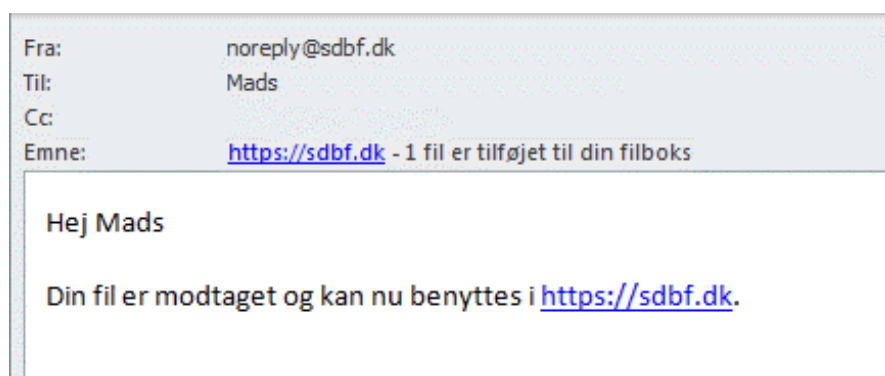 Fra: noreply@sdbf.dk
Til: Mads
Cc:
Emne: https://sdbf.dk - 1 fil er tilføjet til din filboks
Hej Mads
Din fil er modtaget og kan nu benyttes i https://sdbf.dk.